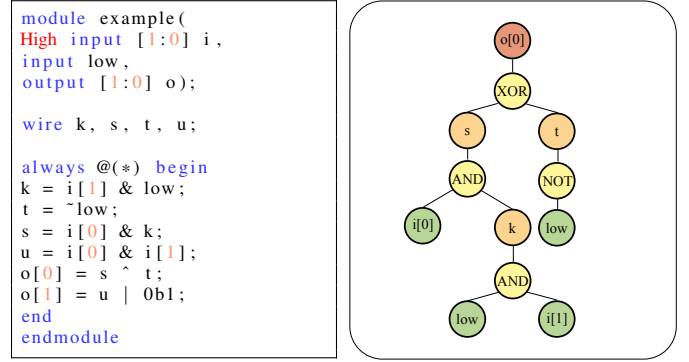 module example(
High input [1:0] i,
input low,
output [1:0] o);
wire k, s, t, u;
always @(*) begin
k = i[1] & low;
t = ~low;
s = i[0] & k;
u = i[0] & i[1];
o[0] = s ^ t;
o[1] = u | 0b1;
end
endmodule
o[0]
XOR
s t
AND NOT
i[0] k low
AND
low i[1]